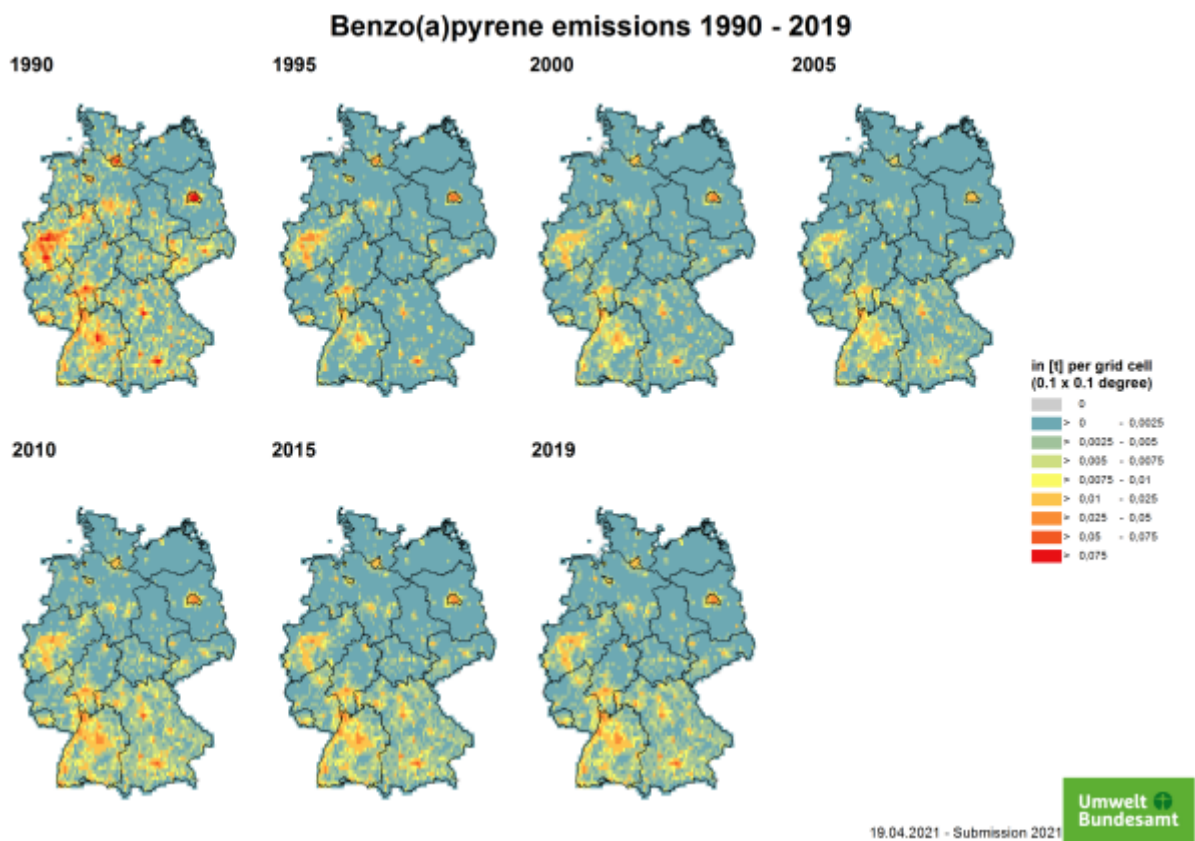 Benzo(a)pyrene emissions 1990 - 2019
1990
1995
2000
2005
in [t] per grid cell
(0.1 x 0.1 degree)
0
> 0 - 0,0025
> 0,0025 - 0,005
> 0,005 - 0,0075
> 0,0075 - 0,01
> 0,01 - 0,025
> 0,025 - 0,05
> 0,05 - 0,075
> 0,075
2010
2015
2019
Umwelt
Bundesamt
19.04.2021 - Submission 2021